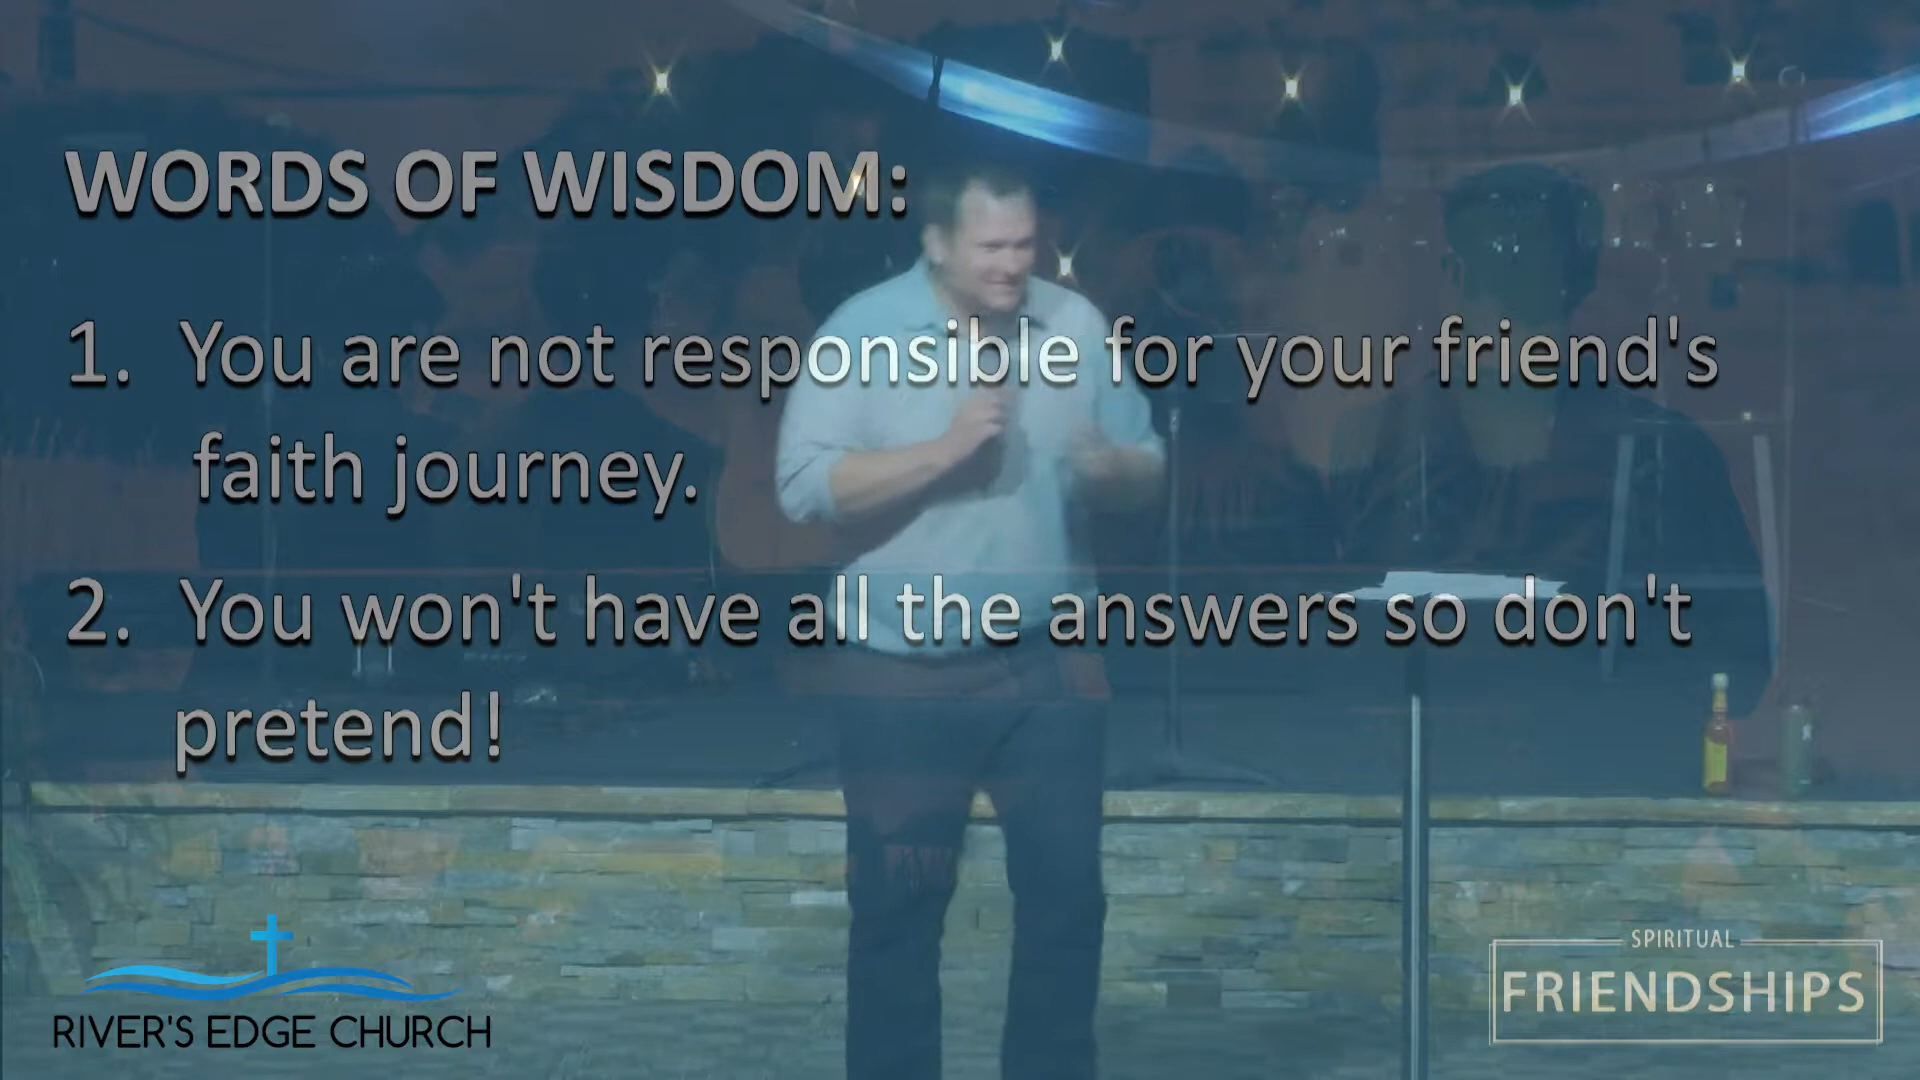 WORDS OF WISDOM:
1. You are not responsible for your friend's
faith journey.
2. You won't have all the answers so don't
pretend!
RIVER'S EDGE CHURCH
SPIRITUAL
FRIENDSHIPS